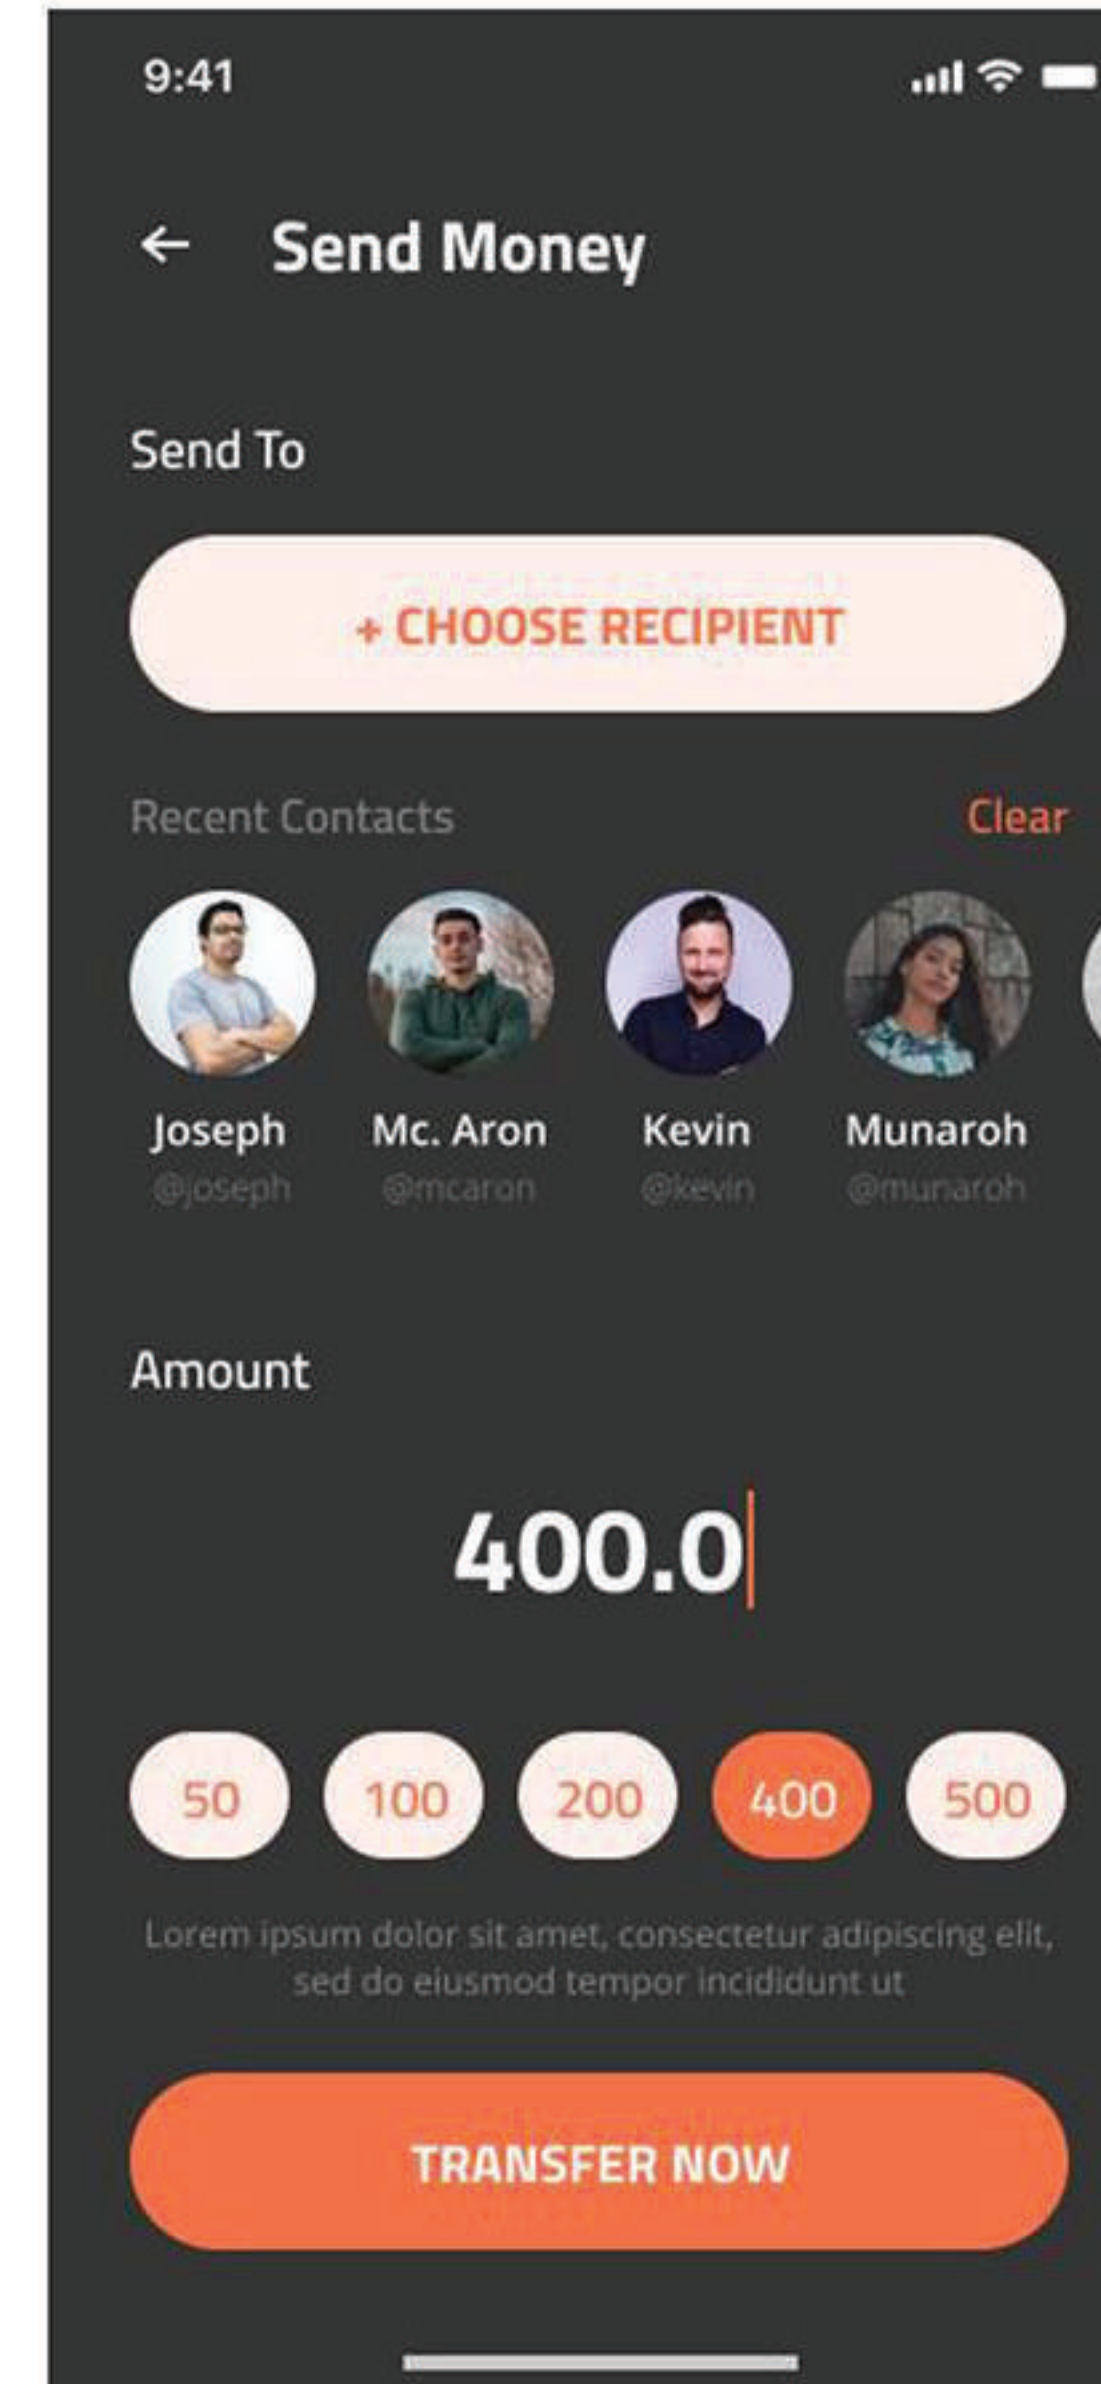 9:41
Send Money
Send To
+ CHOOSE RECIPIENT
Recent Contacts Clear
Joseph Mc. Aron Kevin Munaroh
@joseph @mcaron @kevin @munaroh
Amount
400.0
50 100 200 400 500
Lorem ipsum dolor sit amet, consectetur adipiscing elit,
sed do eiusmod tempor incididunt ut
TRANSFER NOW